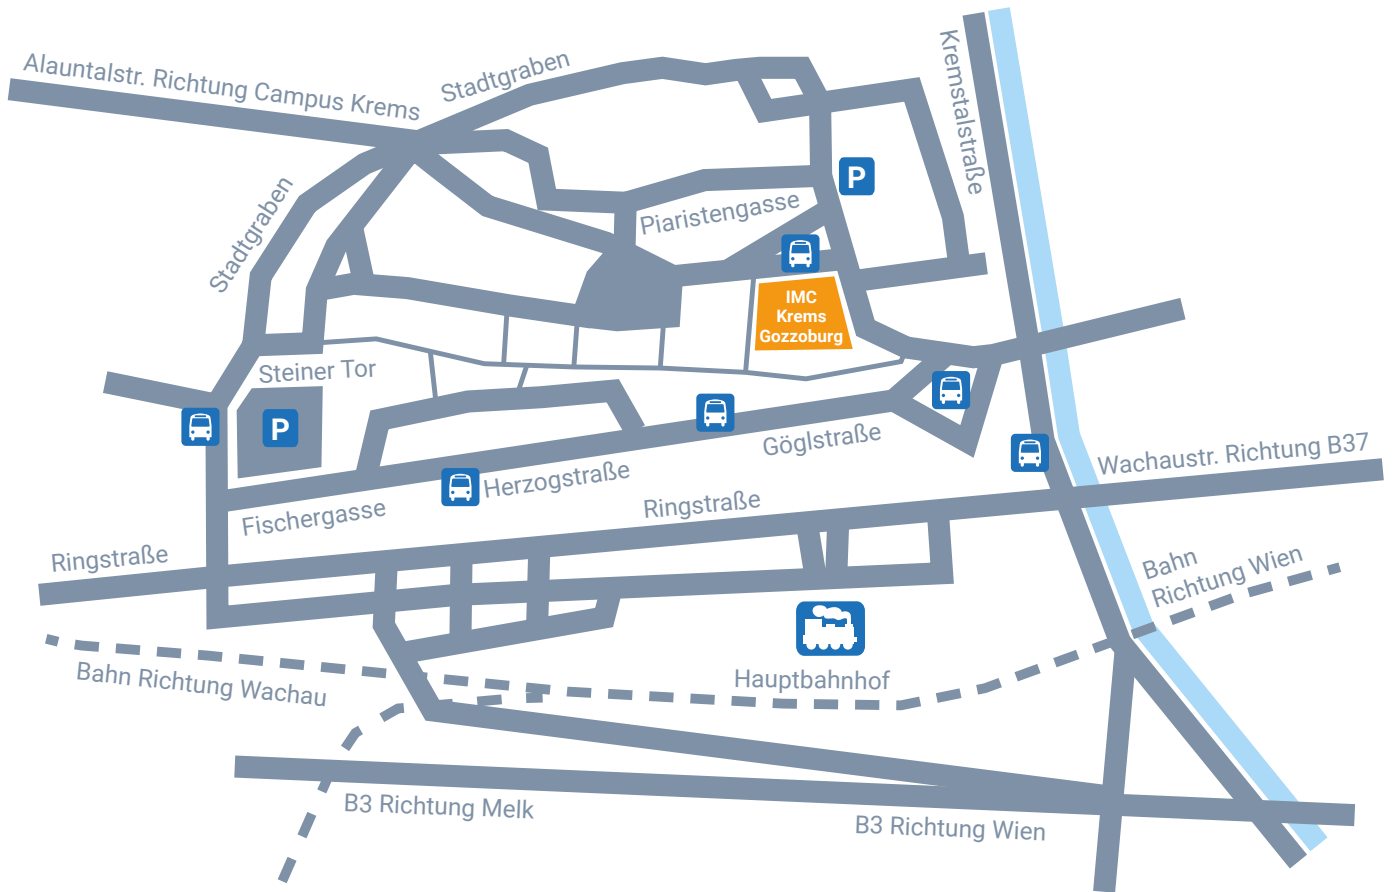 Alauntalstr. Richtung Campus Krems
Stadtgraben
Kremstalstraße
P
Stadtgraben
Piaristengasse
IMC
Krems
Gozzoburg
Steiner Tor
P
Göglstraße
Herzogstraße
Fischergasse
Wachaustr. Richtung B37
Ringstraße
Ringstraße
Bahn
Richtung Wien
Hauptbahnhof
Bahn Richtung Wachau
B3 Richtung Melk
B3 Richtung Wien